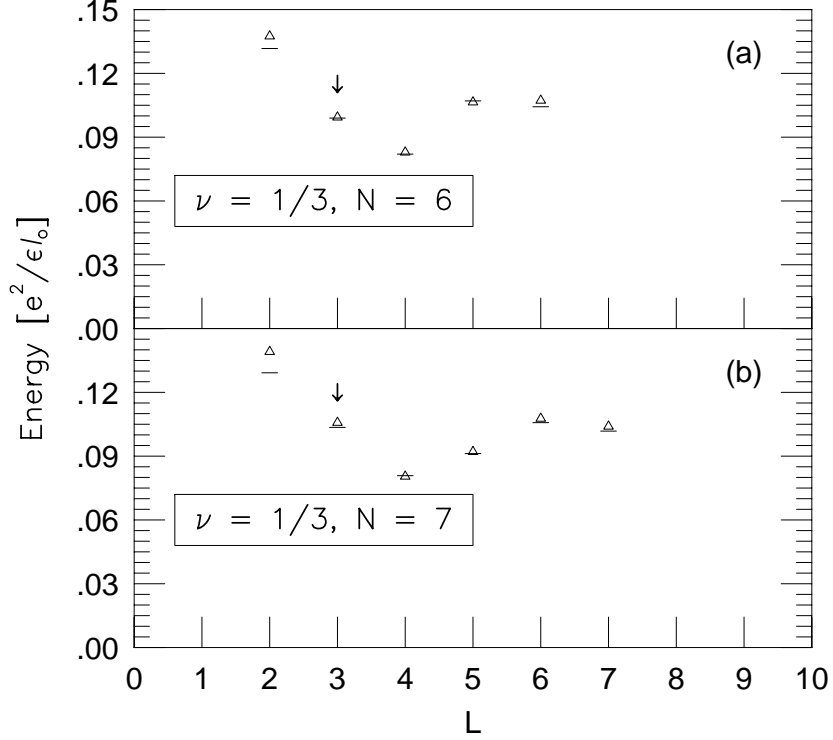 .15
(a)
.12
.09
ν = 1/3, N = 6
.06
.03
.00
Energy [e²/ϵl₀]
(b)
.12
.09
ν = 1/3, N = 7
.06
.03
.00
0 1 2 3 4 5 6 7 8 9 10
L